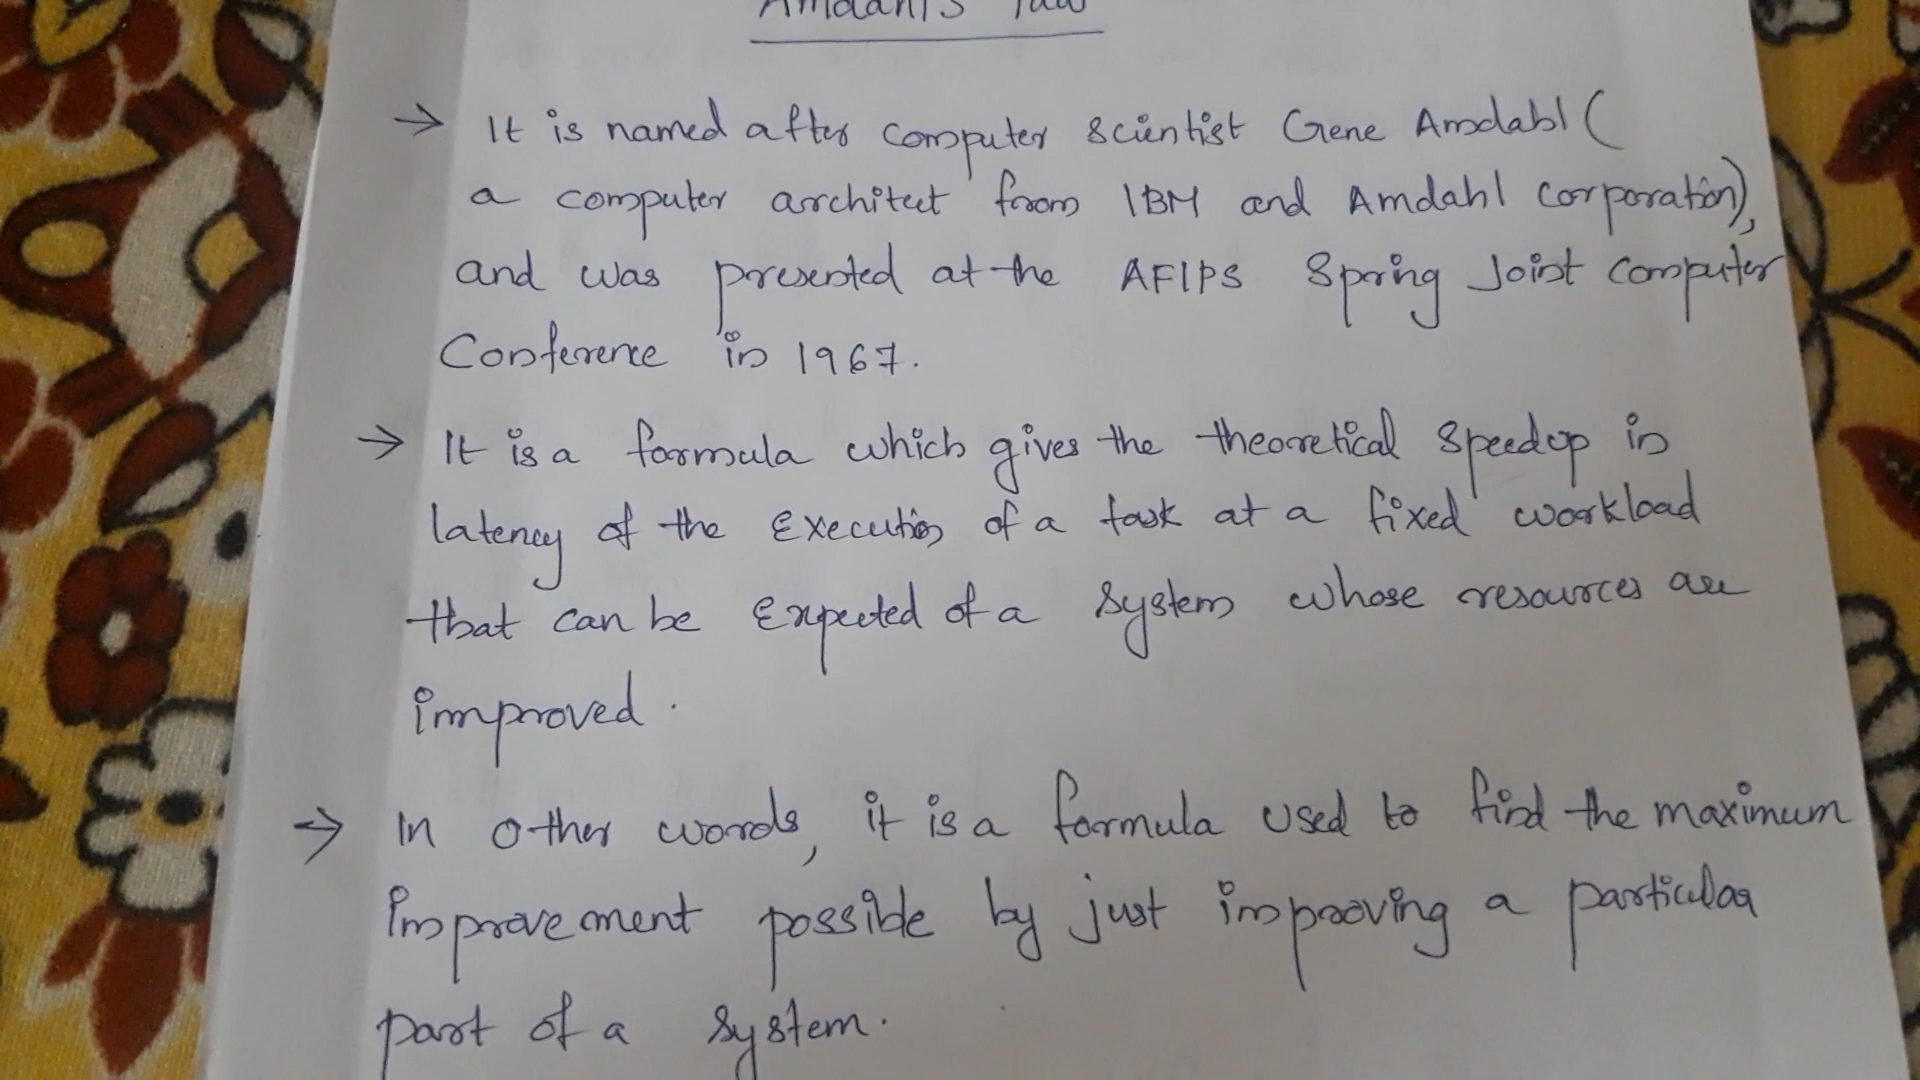 Amdahl's law
→ It is named after computer scientist Gene Amdahl (
a computer architect from IBM and Amdahl corporation),
and was presented at the AFIPS Spring Joint Computer
Conference in 1967.
→ It is a formula which gives the theoretical speedup in
latency of the execution of a task at a fixed workload
that can be expected of a system whose resources are
improved.
→ In other words, it is a formula used to find the maximum
improvement possible by just improving a particular
part of a system.